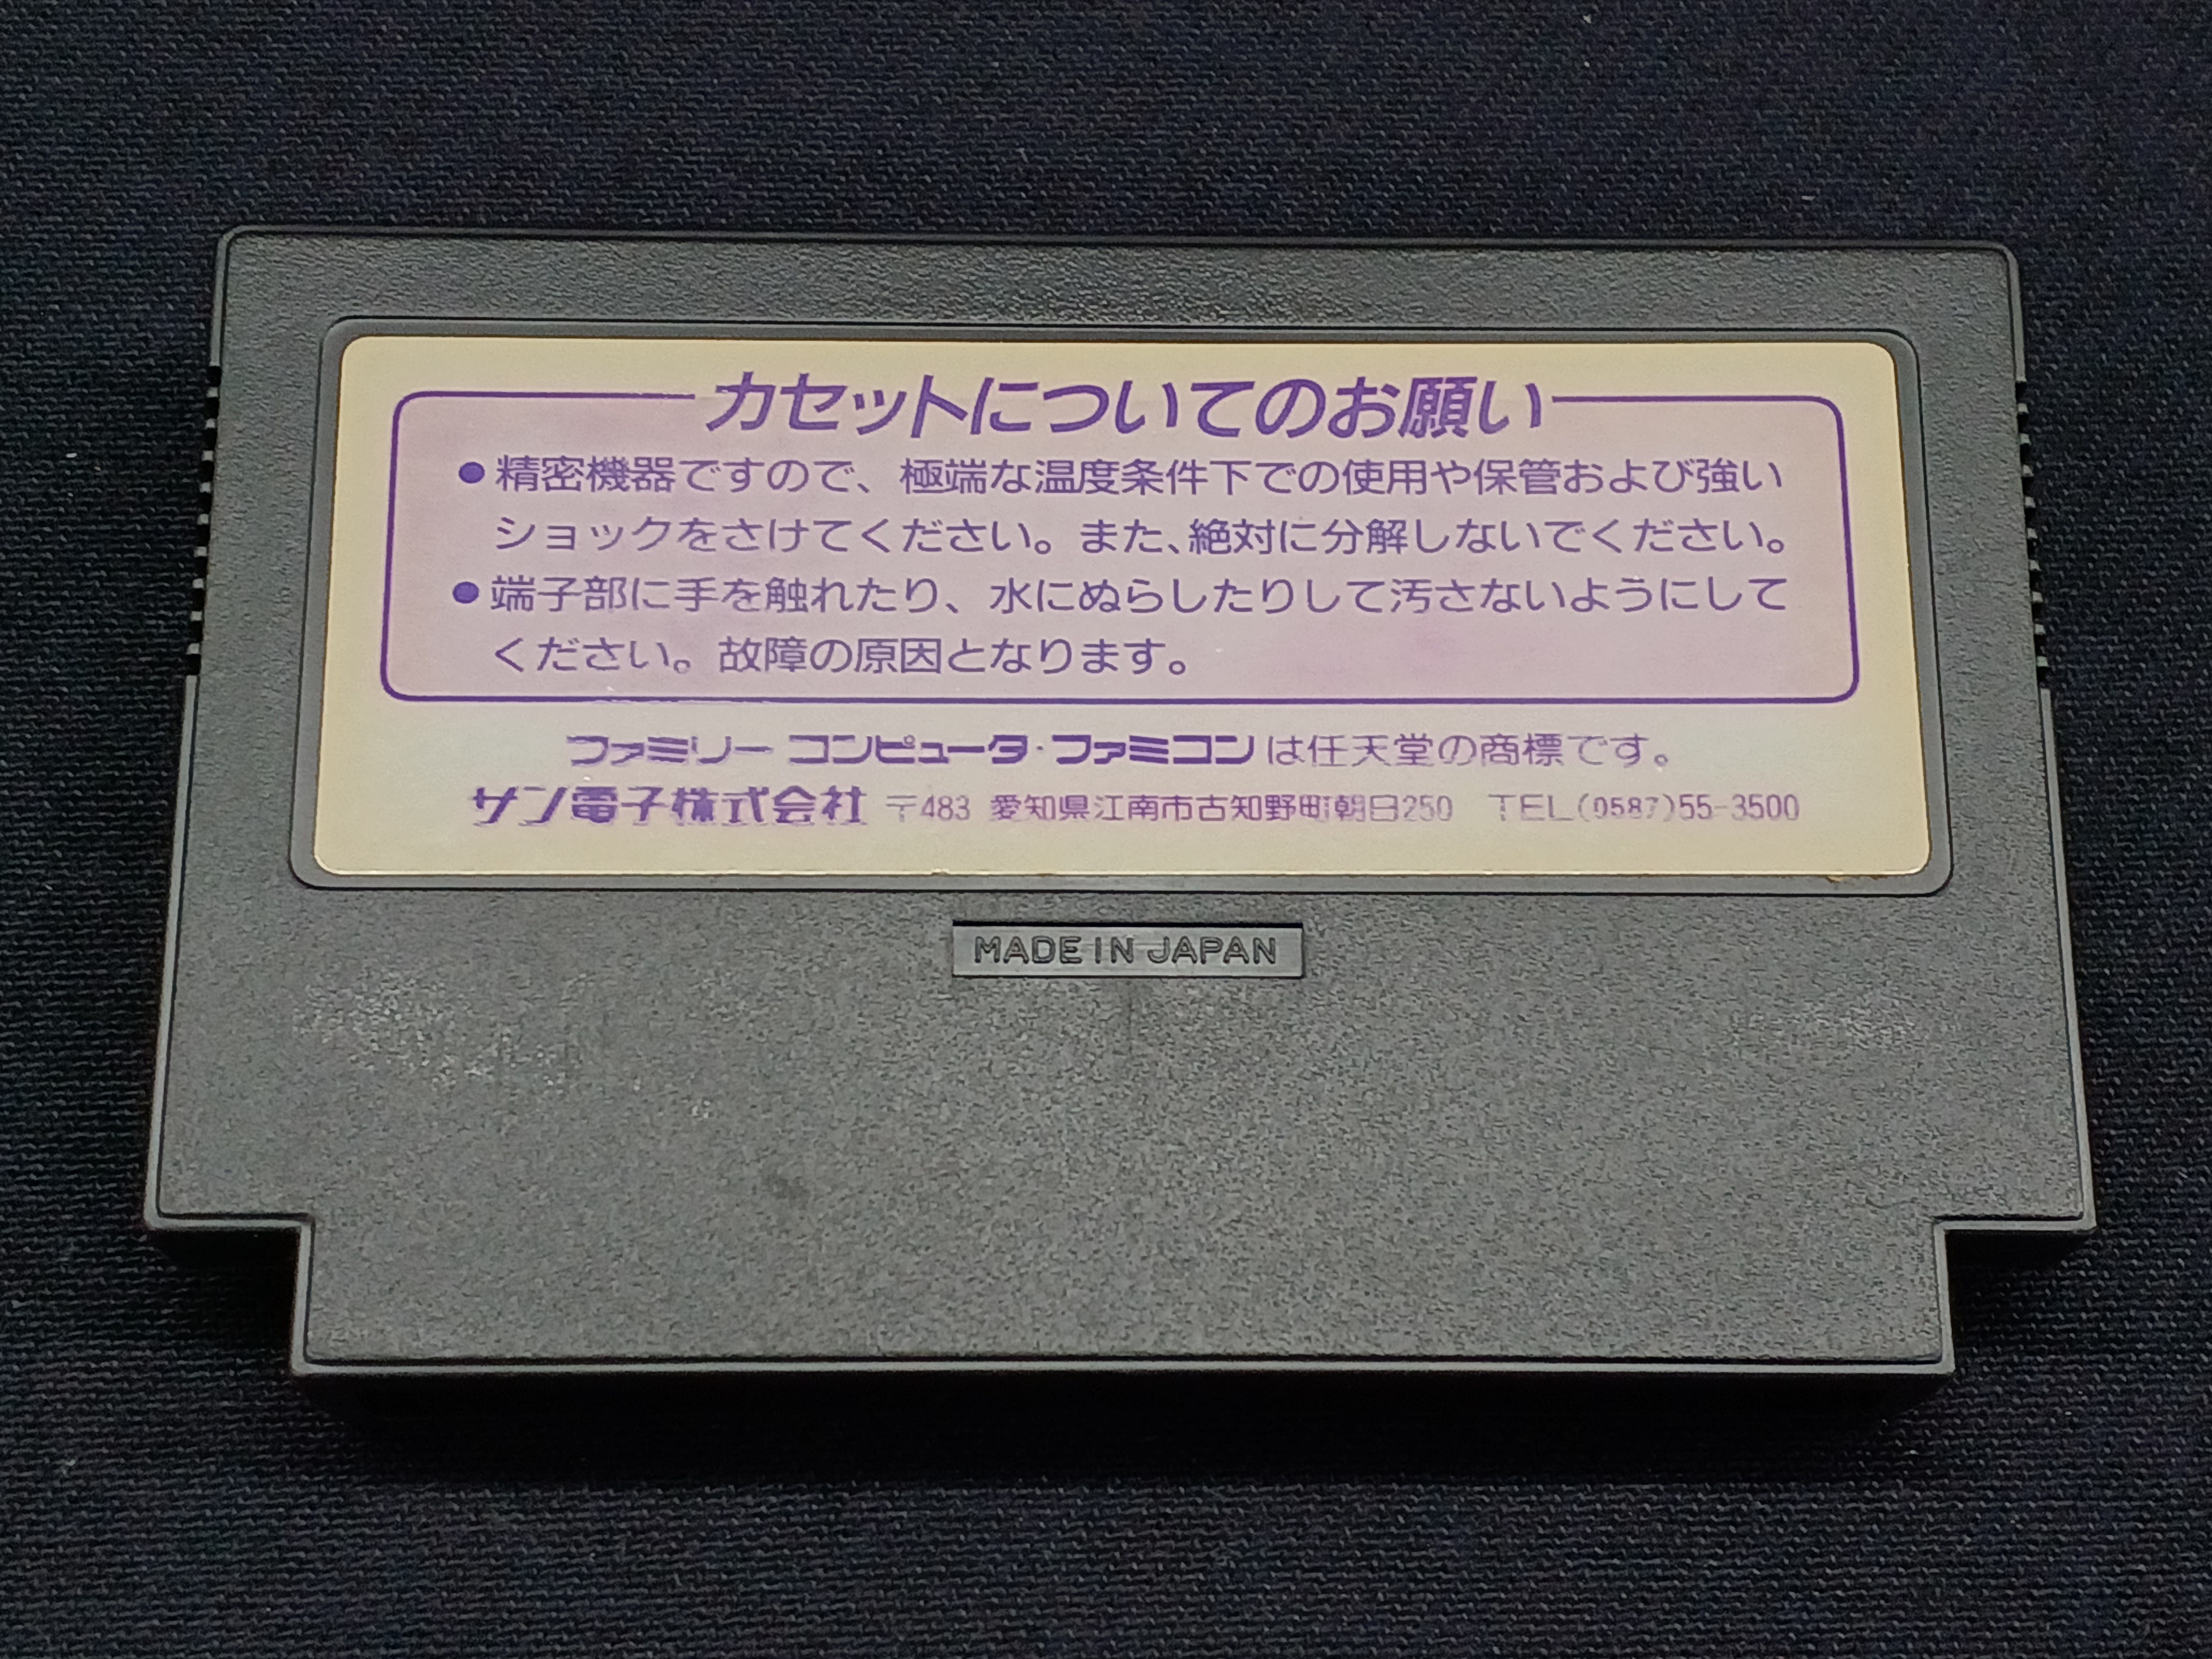 カセットについてのお願い
●精密機器ですので、極端な温度条件下での使用や保管および強い
ショックをさけてください。また、絶対に分解しないでください。
●端子部に手を触れたり、水にぬらしたりして汚さないようにして
ください。故障の原因となります。
ファミリー コンピュータ・ファミコンは任天堂の商標です。
サン電子株式会社 〒483 愛知県江南市古知野町朝日250 TEL(0587)55-3500
MADE IN JAPAN